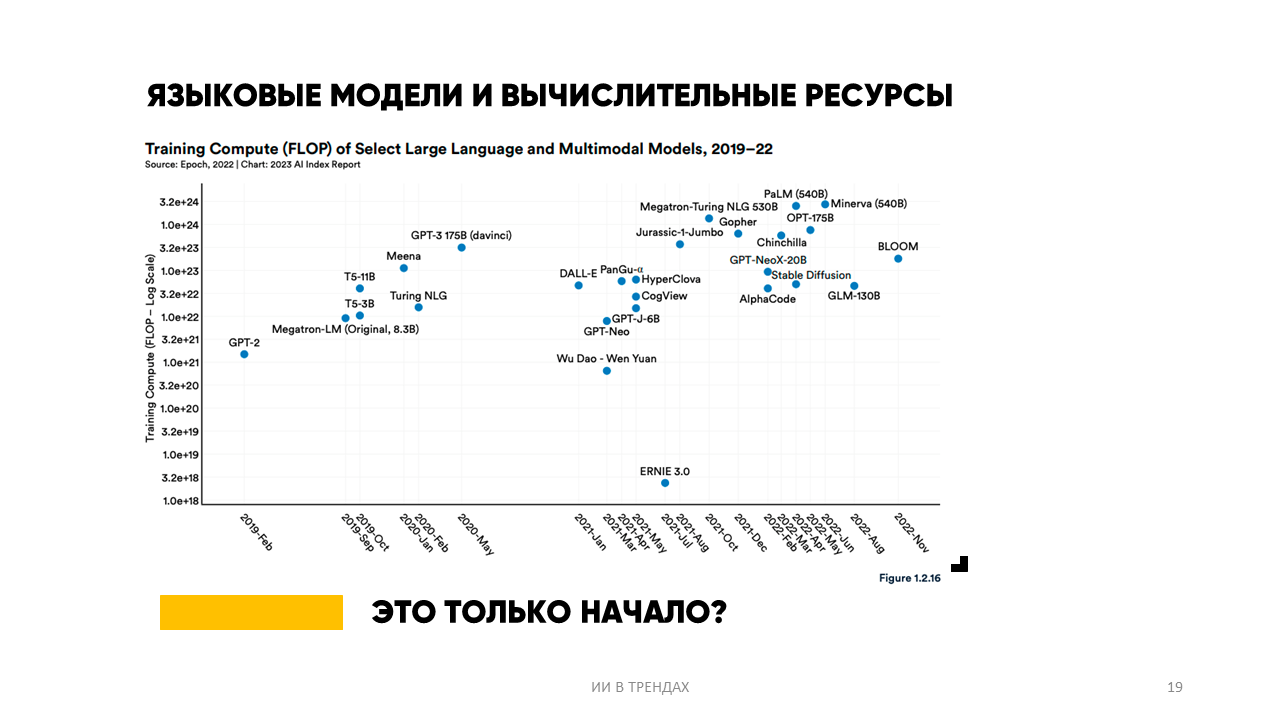 ЯЗЫКОВЫЕ МОДЕЛИ И ВЫЧИСЛИТЕЛЬНЫЕ РЕСУРСЫ
Training Compute (FLOP) of Select Large Language and Multimodal Models, 2019–22
Source: Epoch, 2022 | Chart: 2023 AI Index Report
Training Compute (FLOP – Log Scale)
3.2e+24
1.0e+24
3.2e+23
1.0e+23
3.2e+22
1.0e+22
3.2e+21
1.0e+21
3.2e+20
1.0e+20
3.2e+19
1.0e+19
3.2e+18
1.0e+18
GPT-2
Megatron-LM (Original, 8.3B)
T5-3B
T5-11B
Meena
Turing NLG
GPT-3 175B (davinci)
DALL-E
PanGu-α
HyperClova
CogView
GPT-J-6B
GPT-Neo
Wu Dao - Wen Yuan
ERNIE 3.0
Jurassic-1-Jumbo
Megatron-Turing NLG 530B
Gopher
PaLM (540B)
Minerva (540B)
OPT-175B
Chinchilla
GPT-NeoX-20B
Stable Diffusion
AlphaCode
GLM-130B
BLOOM
2019-Feb
2019-Sep
2019-Oct
2020-Jan
2020-Feb
2020-May
2021-Jan
2021-Mar
2021-Apr
2021-May
2021-Jul
2021-Aug
2021-Oct
2021-Dec
2022-Feb
2022-Mar
2022-Apr
2022-May
2022-Jun
2022-Aug
2022-Nov
Figure 1.2.16
ЭТО ТОЛЬКО НАЧАЛО?
ИИ В ТРЕНДАХ
19